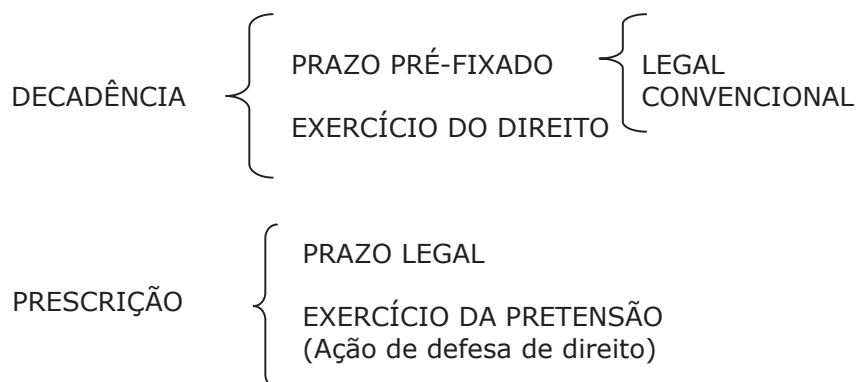 DECADÊNCIA
PRAZO PRÉ-FIXADO
EXERCÍCIO DO DIREITO
LEGAL
CONVENCIONAL
PRESCRIÇÃO
PRAZO LEGAL
EXERCÍCIO DA PRETENSÃO
(Ação de defesa de direito)